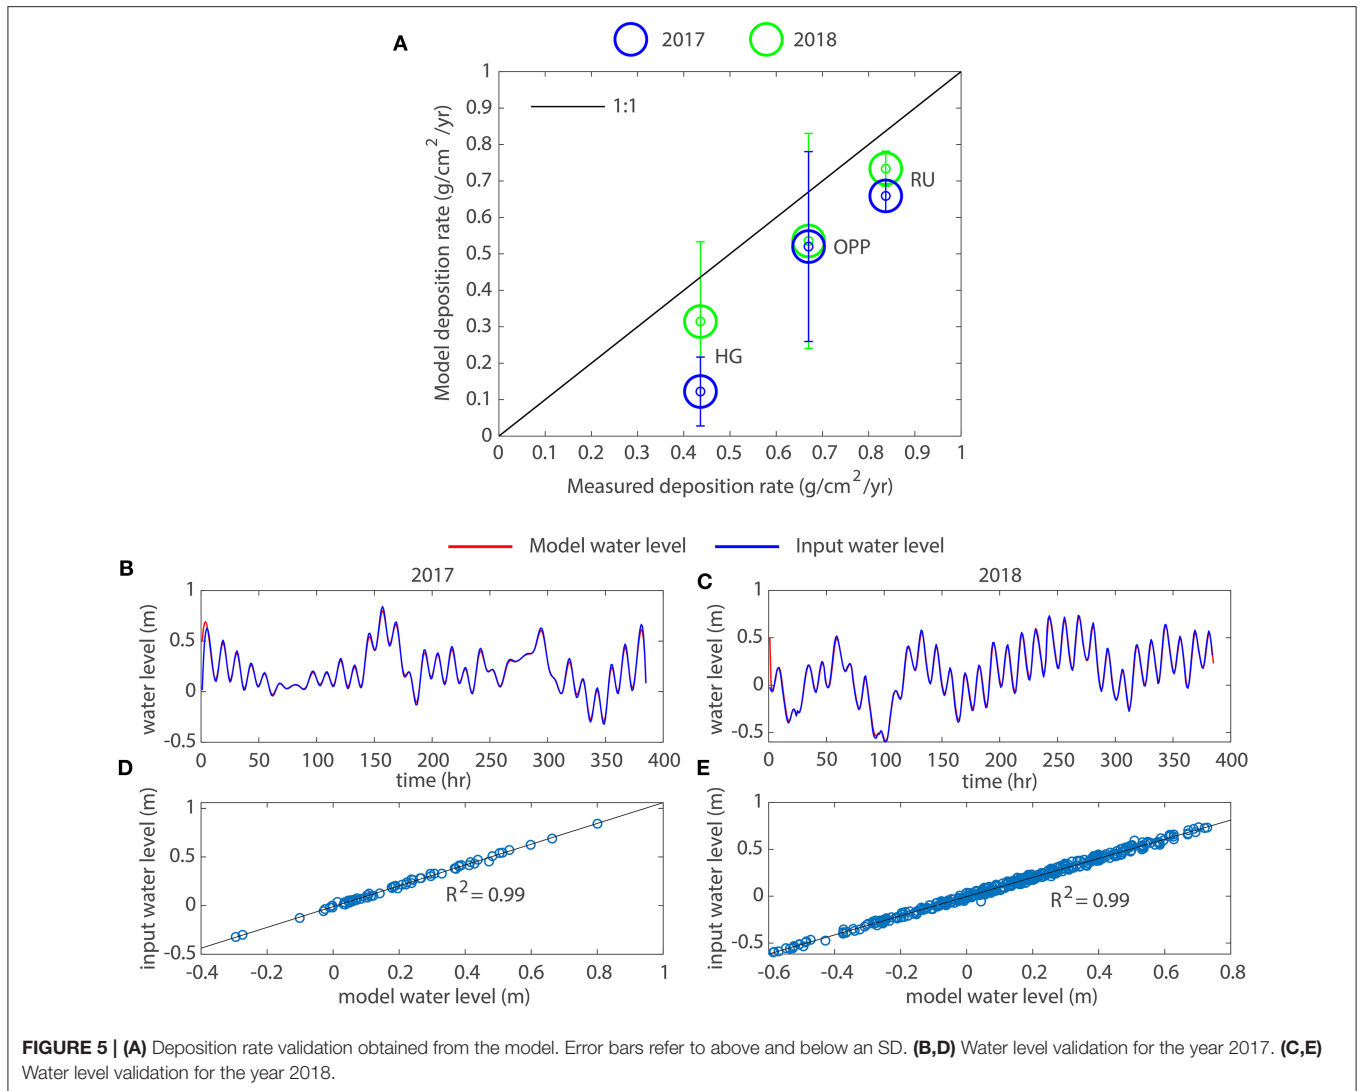 A
2017
2018
1:1
Model deposition rate (g/cm2/yr)
1
0.9
0.8
0.7
0.6
0.5
0.4
0.3
0.2
0.1
0
RU
OPP
HG
0 0.1 0.2 0.3 0.4 0.5 0.6 0.7 0.8 0.9 1
Measured deposition rate (g/cm2/yr)
Model water level Input water level
B
2017
water level (m)
1
0.5
0
-0.5
0 50 100 150 200 250 300 350 400
time (hr)
C
2018
water level (m)
1
0.5
0
-0.5
0 50 100 150 200 250 300 350 400
time (hr)
D
input water level (m)
1
0.5
0
-0.5
R2 = 0.99
-0.4 -0.2 0 0.2 0.4 0.6 0.8 1
model water level (m)
E
input water level (m)
1
0.5
0
-0.5
R2 = 0.99
-0.6 -0.4 -0.2 0 0.2 0.4 0.6 0.8
model water level (m)
FIGURE 5 | (A) Deposition rate validation obtained from the model. Error bars refer to above and below an SD. (B,D) Water level validation for the year 2017. (C,E)
Water level validation for the year 2018.